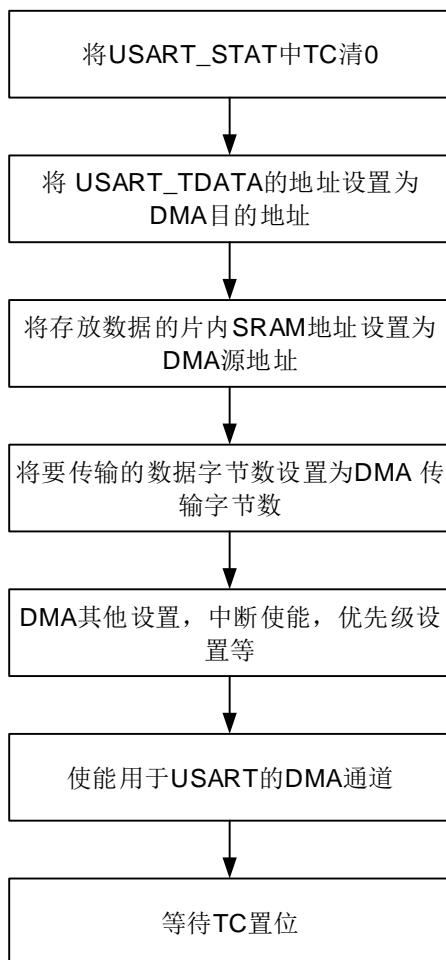 将USART_STAT中TC清0
将 USART_TDATA的地址设置为
DMA目的地址
将存放数据的片内SRAM地址设置为
DMA源地址
将要传输的数据字节数设置为DMA 传
输字节数
DMA其他设置，中断使能，优先级设
置等
使能用于USART的DMA通道
等待TC置位